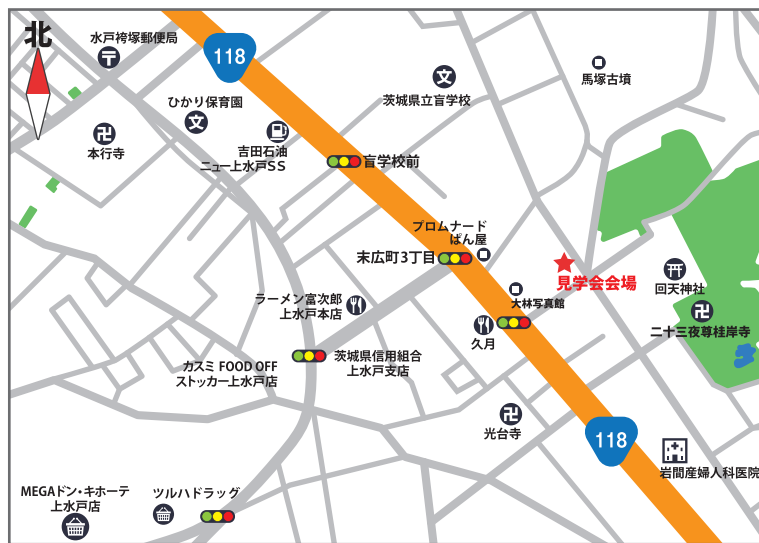 北
水戸袴塚郵便局
118
ひかり保育園
茨城県立盲学校
馬塚古墳
本行寺
吉田石油
ニュー上水戸SS
盲学校前
プロムナード
ぱん屋
末広町3丁目
見学会会場
回天神社
大林写真館
ラーメン富次郎
上水戸本店
久月
二十三夜尊桂岸寺
カスミ FOOD OFF
ストッカー上水戸店
茨城県信用組合
上水戸支店
光台寺
118
岩間産婦人科医院
MEGAドン・キホーテ
上水戸店
ツルハドラッグ